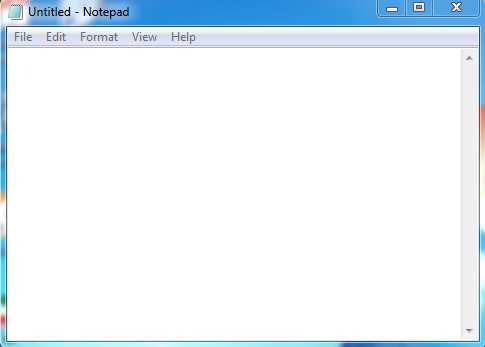 Untitled - Notepad
File Edit Format View Help